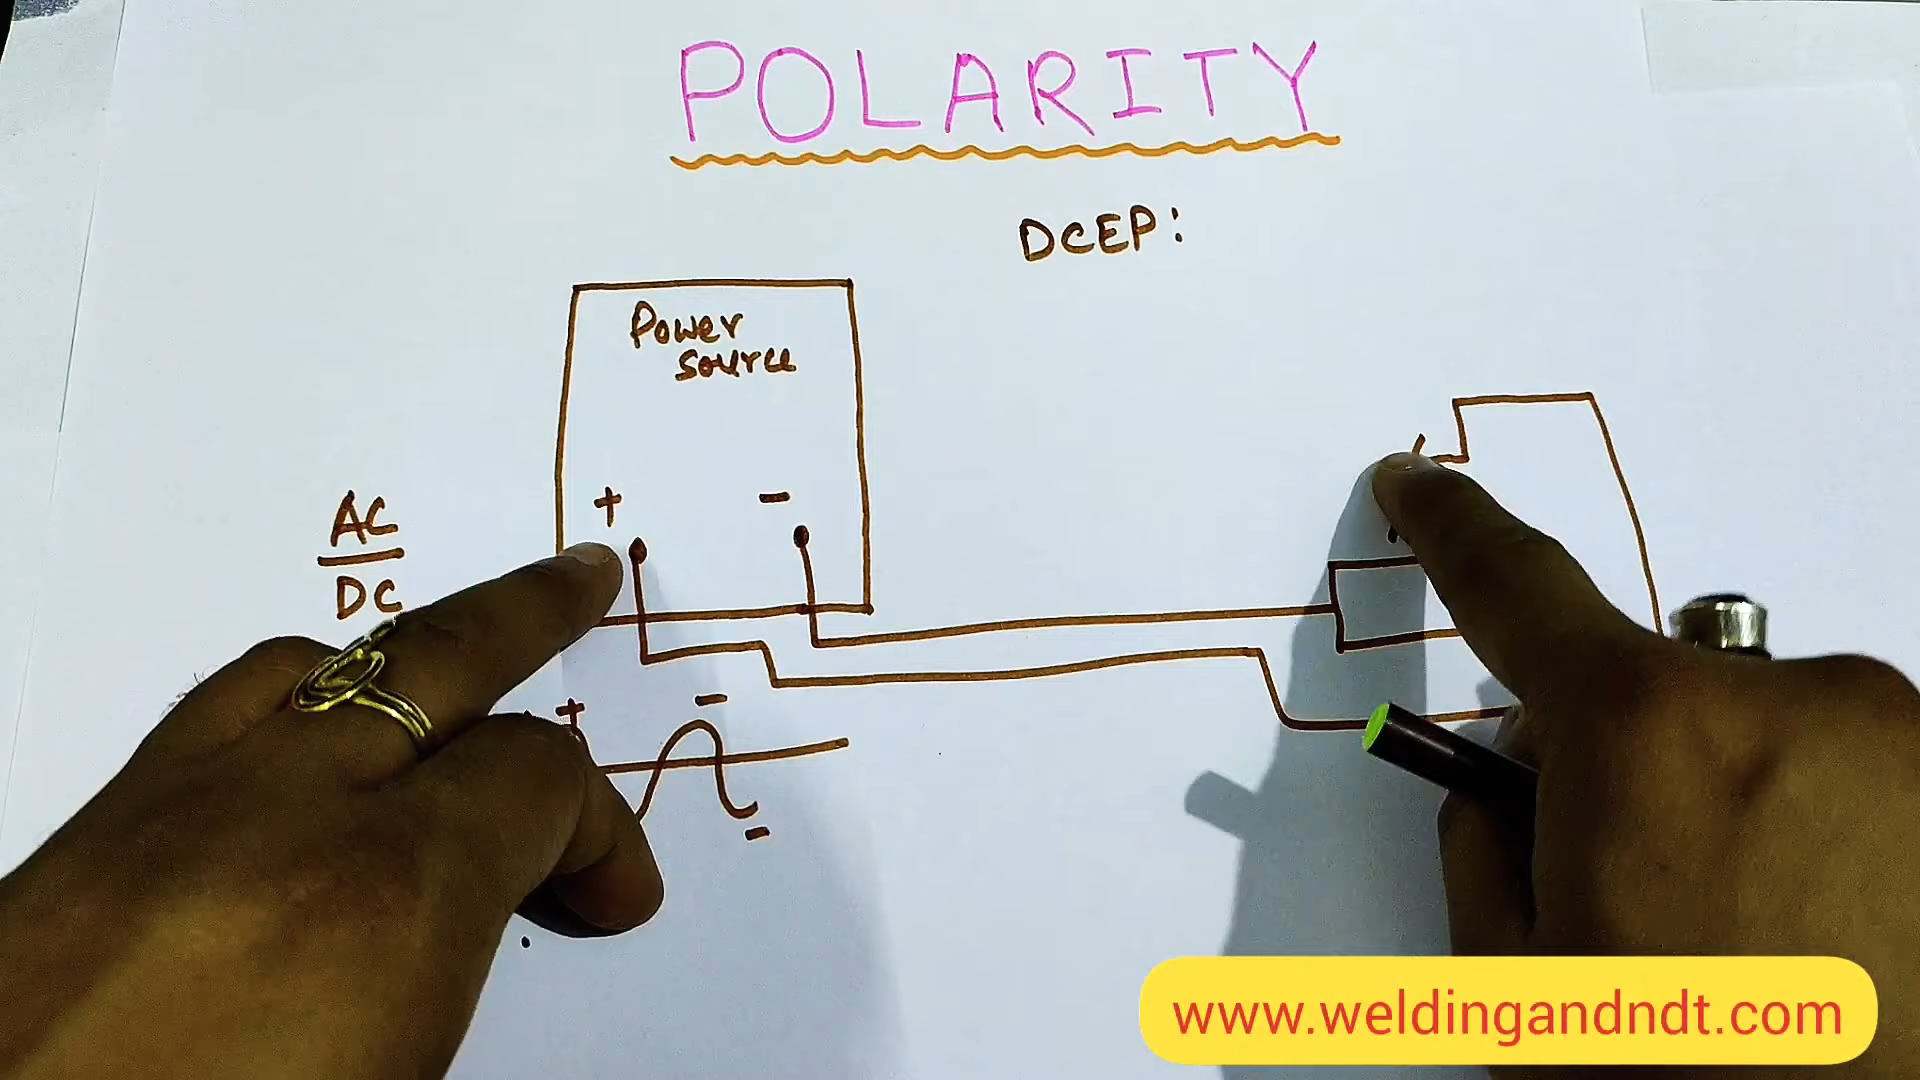 POLARITY
DCEP:
Power
source
+ -
AC
DC
+ -
-
www.weldingandndt.com